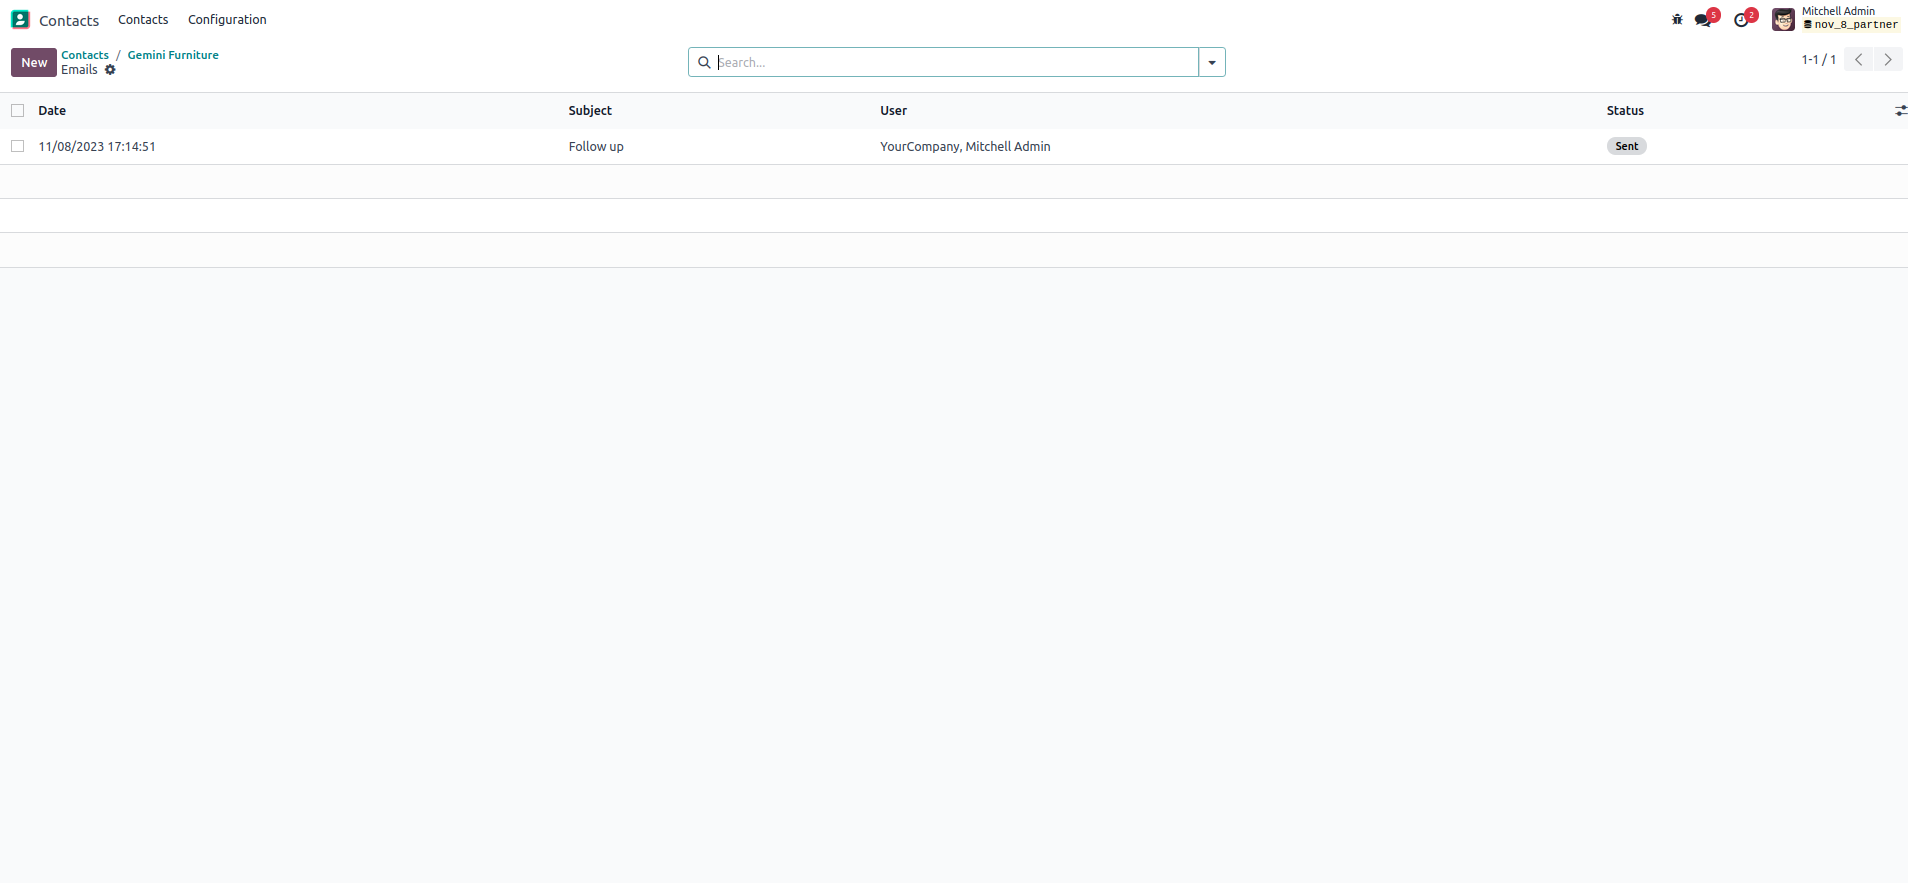 Contacts Contacts Configuration 5 2 Mitchell Admin
nov_8_partner
New Contacts / Gemini Furniture
Emails
Search...
1-1 / 1
Date Subject User Status
11/08/2023 17:14:51 Follow up YourCompany, Mitchell Admin Sent